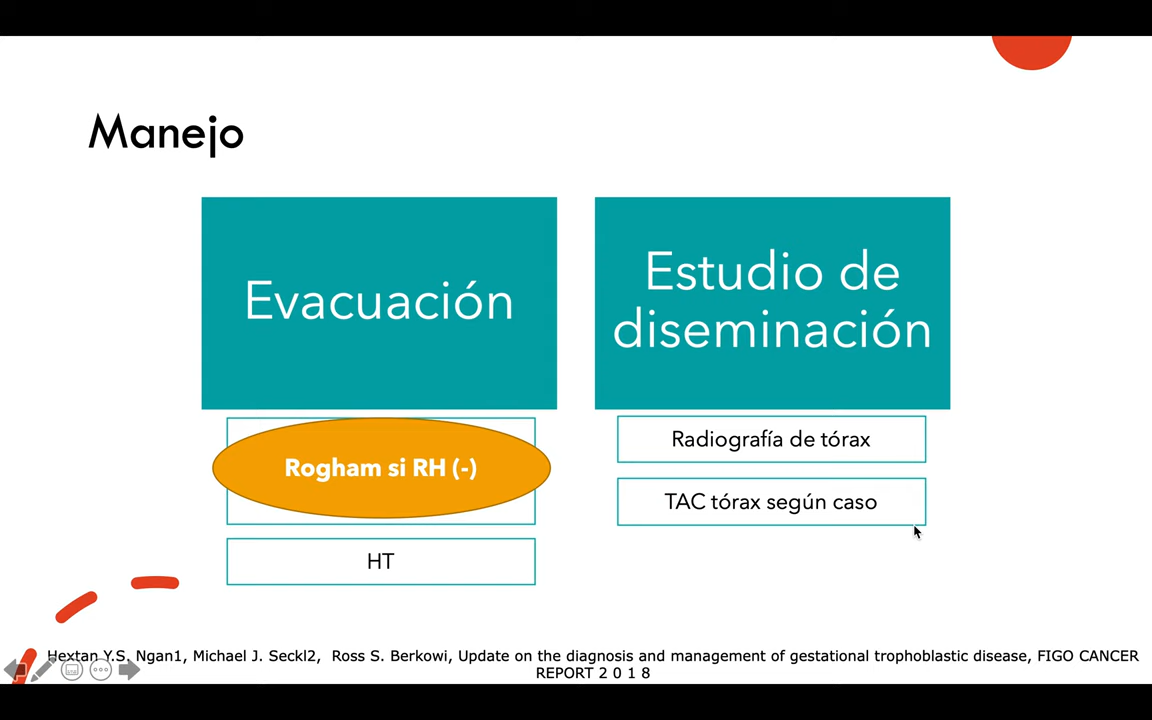 Manejo
Evacuación
Estudio de
diseminación
Rogham si RH (-)
HT
Radiografía de tórax
TAC tórax según caso
Hextan Y.S. Ngan1, Michael J. Seckl2, Ross S. Berkowi, Update on the diagnosis and management of gestational trophoblastic disease, FIGO CANCER
REPORT 2 0 1 8